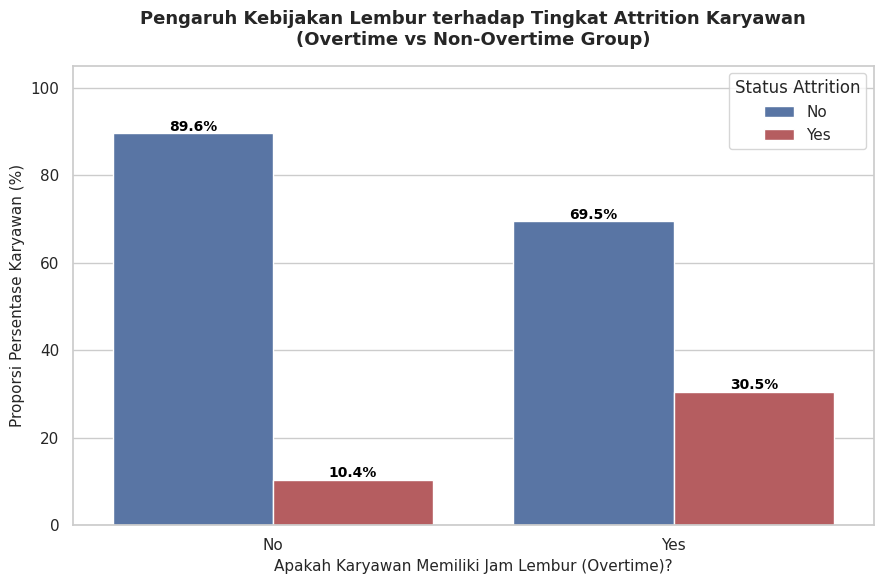 Pengaruh Kebijakan Lembur terhadap Tingkat Attrition Karyawan
(Overtime vs Non-Overtime Group)
Proporsi Persentase Karyawan (%)
100
80
60
40
20
0
89.6%
10.4%
69.5%
30.5%
Status Attrition
No
Yes
No
Yes
Apakah Karyawan Memiliki Jam Lembur (Overtime)?